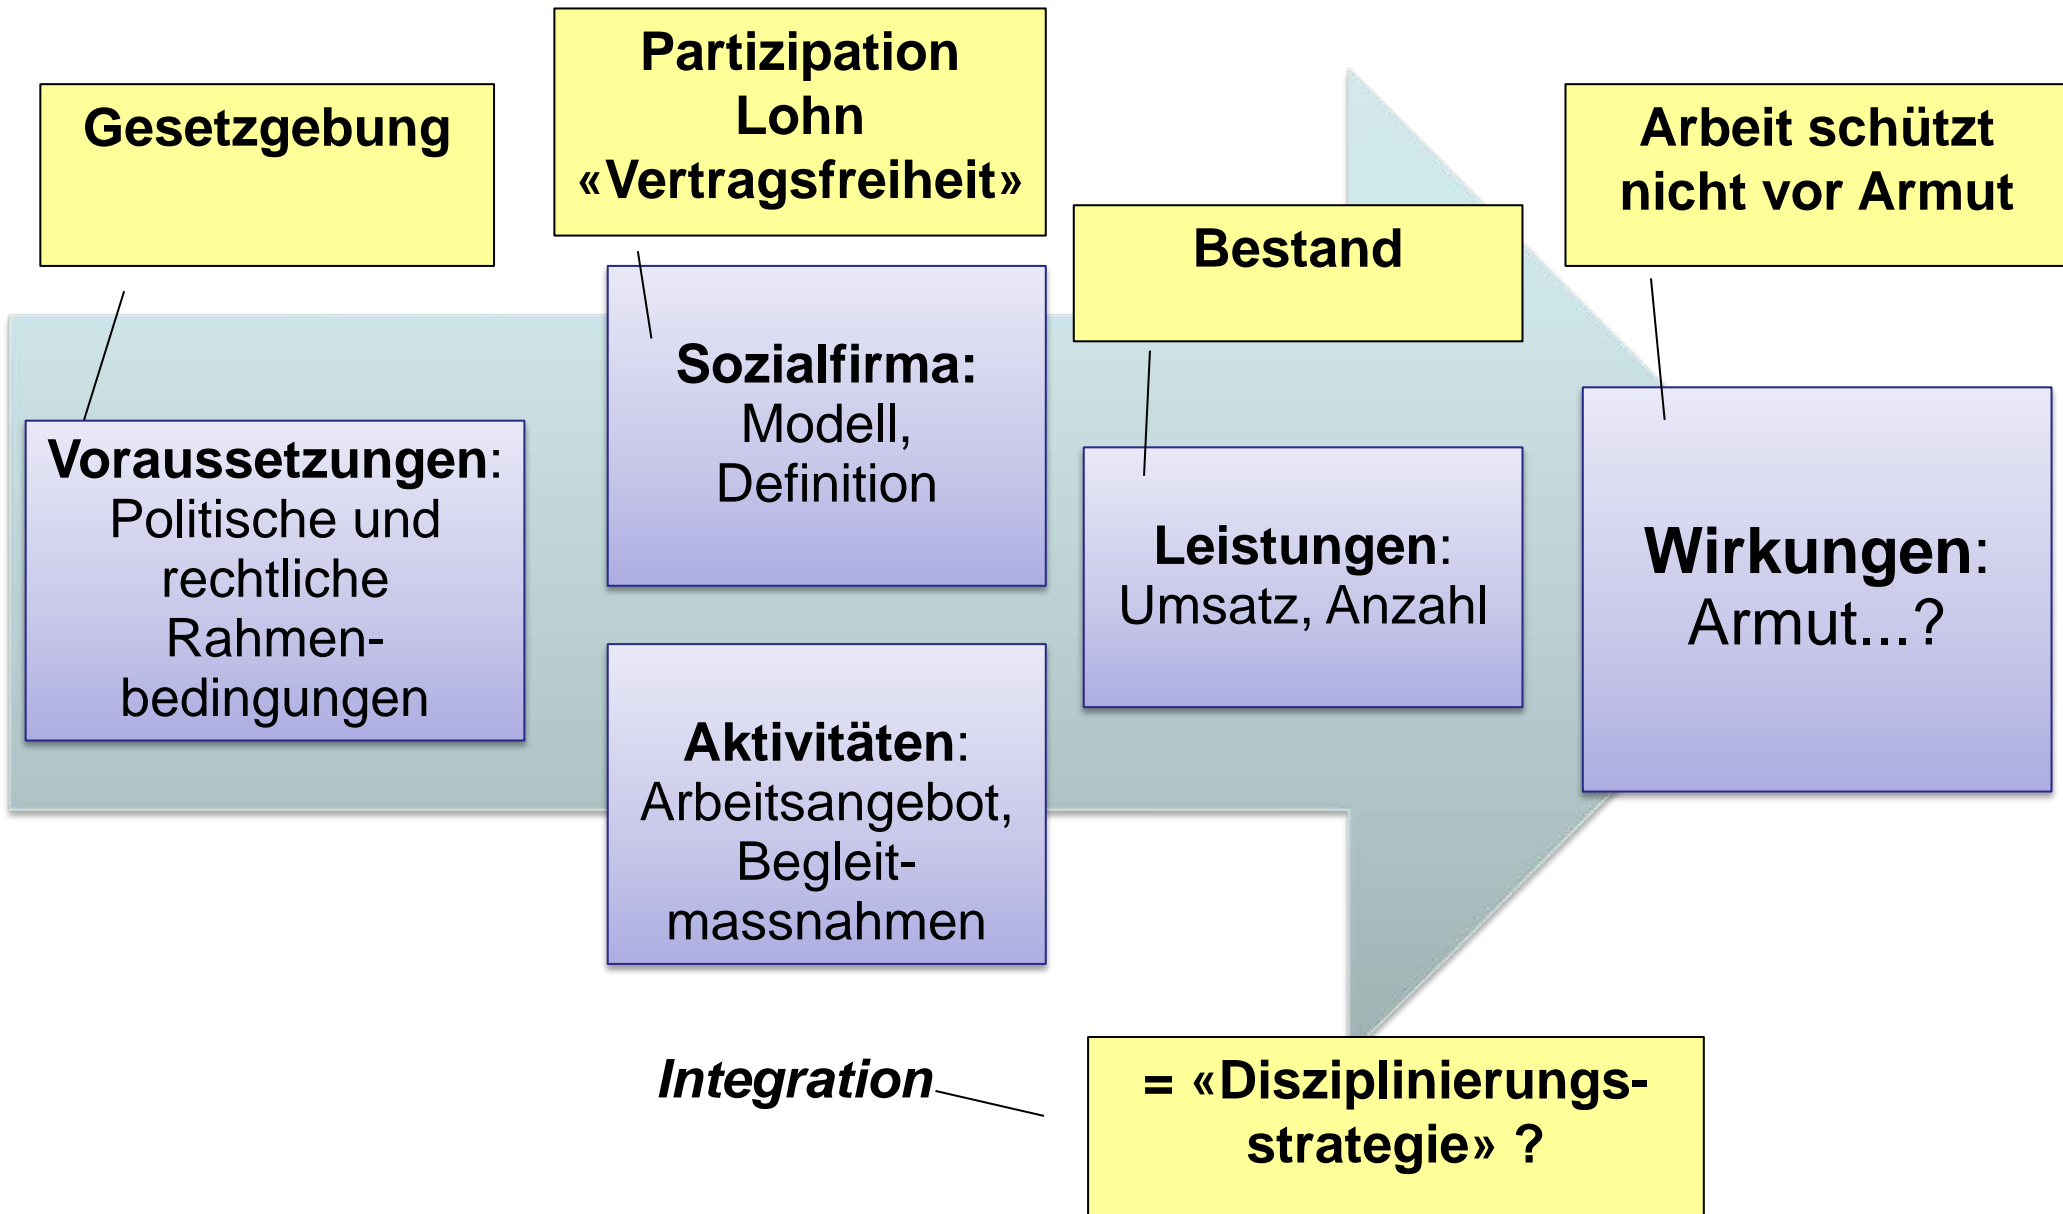 Gesetzgebung
Partizipation
Lohn
«Vertragsfreiheit»
Bestand
Arbeit schützt
nicht vor Armut
Voraussetzungen:
Politische und
rechtliche
Rahmen-
bedingungen
Sozialfirma:
Modell,
Definition
Aktivitäten:
Arbeitsangebot,
Begleit-
massnahmen
Leistungen:
Umsatz, Anzahl
Wirkungen:
Armut...?
Integration
= «Disziplinierungs-
strategie» ?